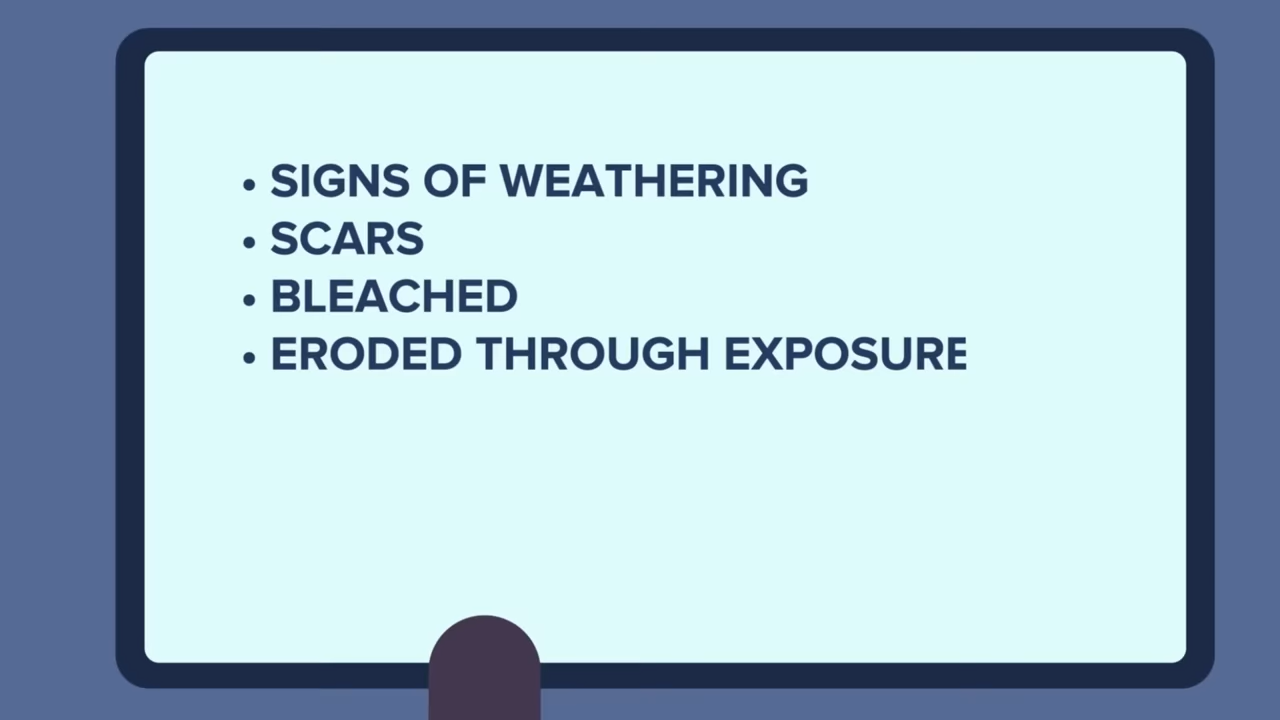 • SIGNS OF WEATHERING
• SCARS
• BLEACHED
• ERODED THROUGH EXPOSURE